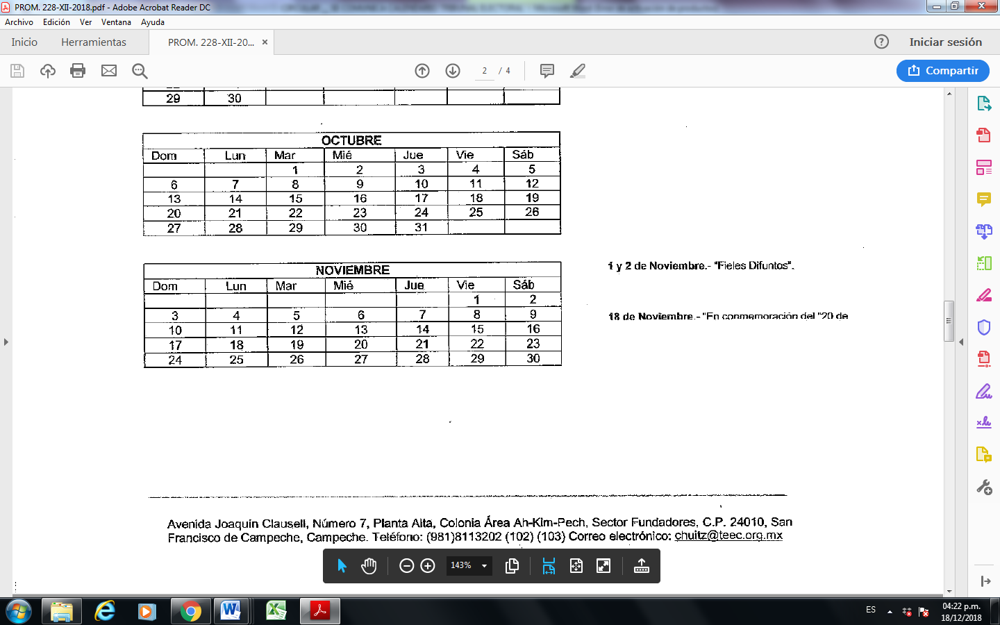 PROM. 228-XII-2018.pdf - Adobe Acrobat Reader DC
Archivo Edición Ver Ventana Ayuda
Inicio Herramientas PROM. 228-XII-20... × Iniciar sesión
2 / 4 Compartir
29 30
OCTUBRE
Dom Lun Mar Mié Jue Vie Sáb
1 2 3 4 5
6 7 8 9 10 11 12
13 14 15 16 17 18 19
20 21 22 23 24 25 26
27 28 29 30 31
NOVIEMBRE
Dom Lun Mar Mié Jue Vie Sáb
1 2
3 4 5 6 7 8 9
10 11 12 13 14 15 16
17 18 19 20 21 22 23
24 25 26 27 28 29 30
1 y 2 de Noviembre.- "Fieles Difuntos".
18 de Noviembre.- "En conmemoración del "20 de
Avenida Joaquín Clausell, Número 7, Planta Alta, Colonia Área Ah-Kim-Pech, Sector Fundadores, C.P. 24010, San
Francisco de Campeche, Campeche. Teléfono: (981)8113202 (102) (103) Correo electrónico: chuitz@teec.org.mx
143%
ES 04:22 p.m.
18/12/2018